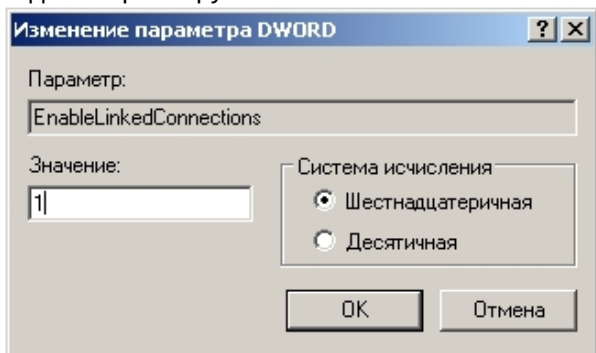 Изменение параметра DWORD
Параметр:
EnableLinkedConnections
Значение:
1
Система исчисления
Шестнадцатеричная
Десятичная
OK
Отмена